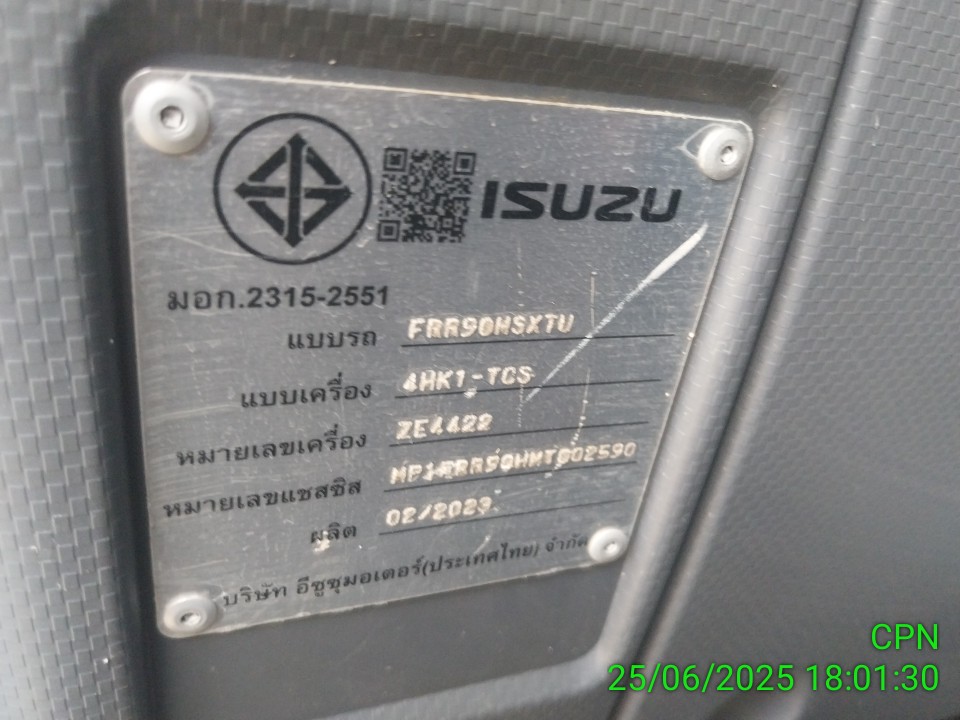 ISUZU
มอก.2315-2551
แบบรถ FRR90HSXTU
แบบเครื่อง 4HK1-TCS
หมายเลขเครื่อง ZE4422
หมายเลขแชสซิส
ผลิต 02/2023
บริษัท อีซูซุมอเตอร์(ประเทศไทย) จำกัด
CPN
25/06/2025 18:01:30